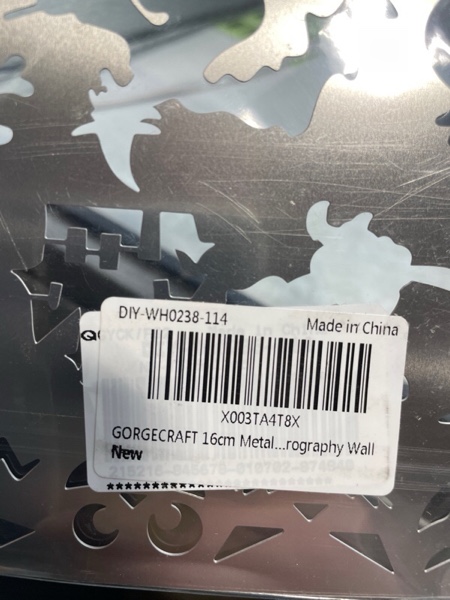 DIY-WH0238-114 Made in China
X003TA4T8X
GORGECRAFT 16cm Metal...rography Wall
New
********************